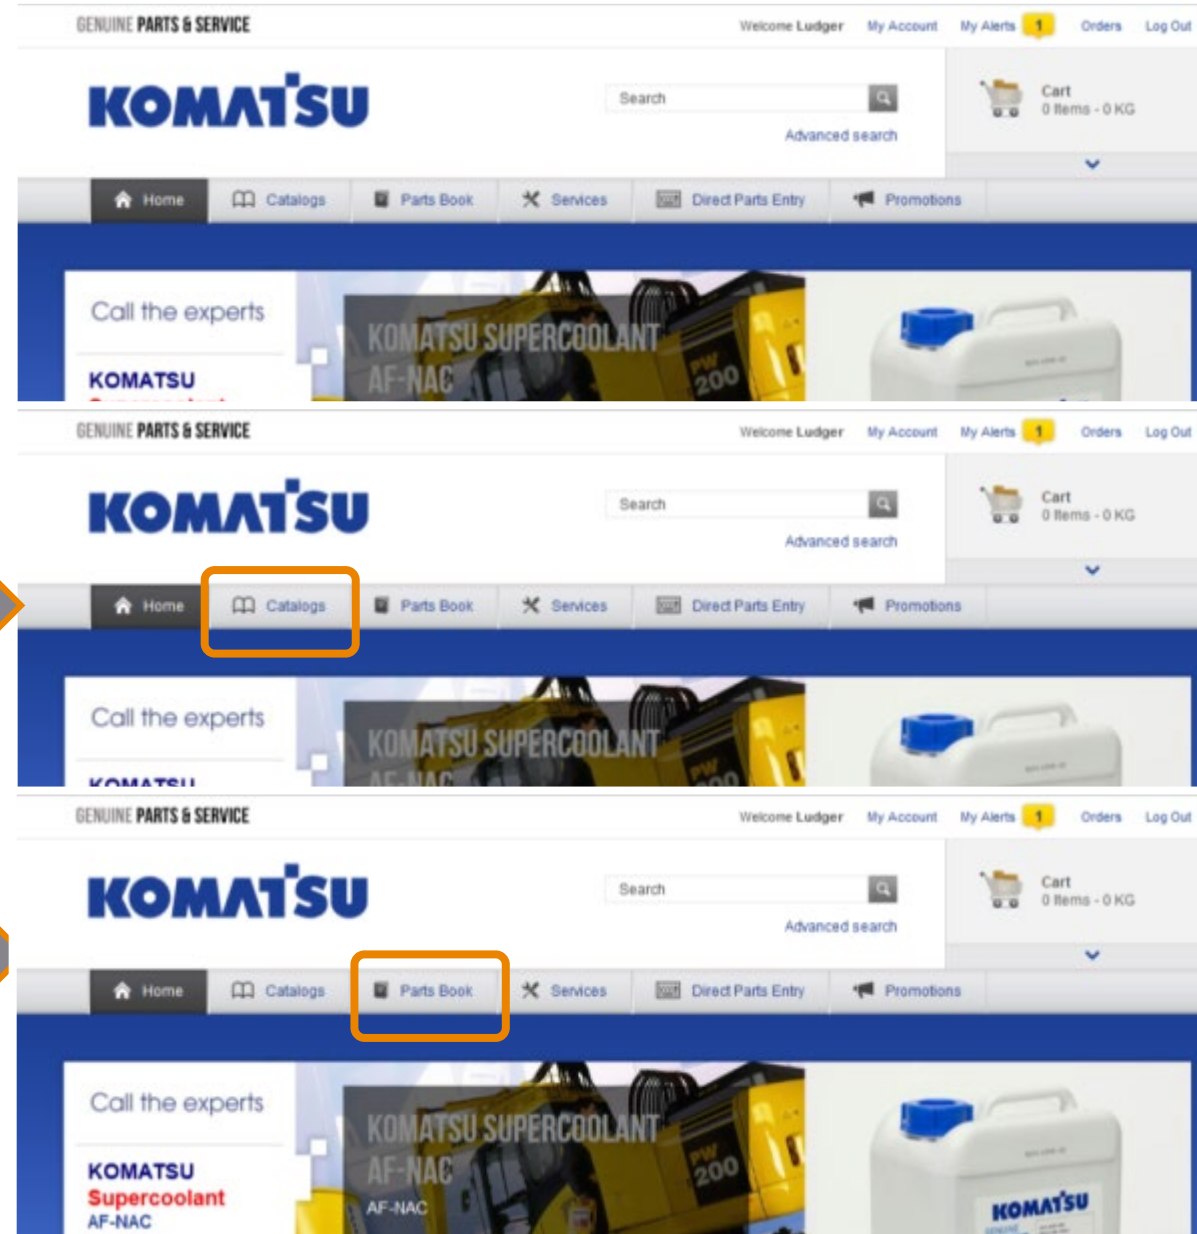 GENUINE PARTS & SERVICE
Welcome Ludger My Account My Alerts 1 Orders Log Out
KOMATSU
Search
Advanced search
Cart
0 Items - 0 KG
Home Catalogs Parts Book Services Direct Parts Entry Promotions
Call the experts
KOMATSU
KOMATSU SUPERCOOLANT
AF-NAC
PW
200
GENUINE PARTS & SERVICE
Welcome Ludger My Account My Alerts 1 Orders Log Out
KOMATSU
Search
Advanced search
Cart
0 Items - 0 KG
Home Catalogs Parts Book Services Direct Parts Entry Promotions
Call the experts
KOMATSU
KOMATSU SUPERCOOLANT
AF-NAC
PW
200
GENUINE PARTS & SERVICE
Welcome Ludger My Account My Alerts 1 Orders Log Out
KOMATSU
Search
Advanced search
Cart
0 Items - 0 KG
Home Catalogs Parts Book Services Direct Parts Entry Promotions
Call the experts
KOMATSU
Supercoolant
AF-NAC
KOMATSU SUPERCOOLANT
AF-NAC
AF-NAC
PW
200
KOMATSU
GENUINE